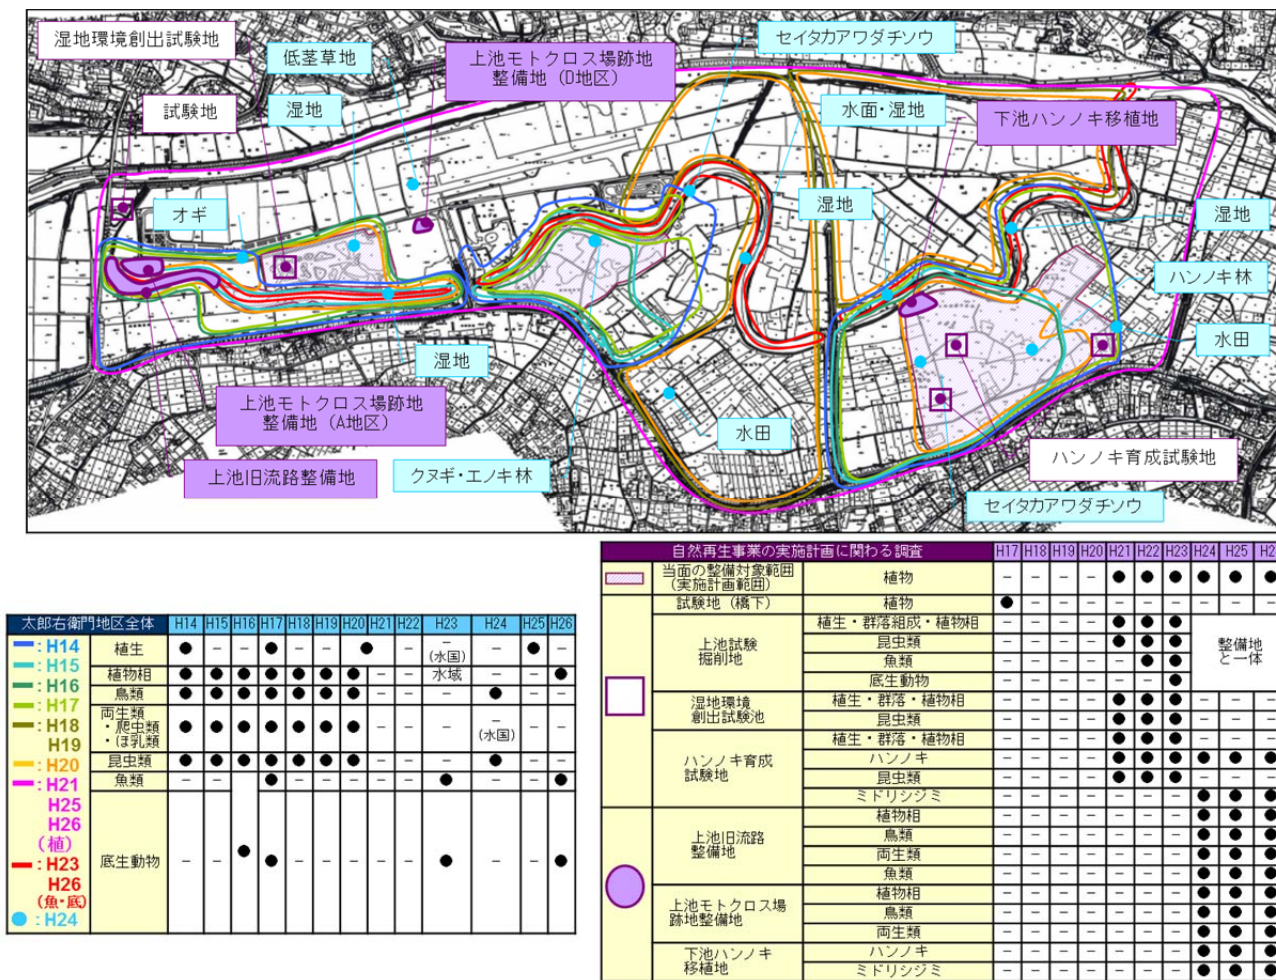 湿地環境創出試験地
試験地
低茎草地
湿地
オギ
上池モトクロス場跡地
整備地（D地区）
セイタカアワダチソウ
水面・湿地
下池ハンノキ移植地
湿地
湿地
ハンノキ林
水田
湿地
上池モトクロス場跡地
整備地（A地区）
上池旧流路整備地
クヌギ・エノキ林
水田
ハンノキ育成試験地
セイタカアワダチソウ
太郎右衛門地区全体 H14 H15 H16 H17 H18 H19 H20 H21 H22 H23 H24 H25 H26
: H14
: H15
: H16
: H17
: H18
H19
: H20
: H21
H25
H26
(植)
: H23
H26
(魚・底)
: H24
植生 ● － － ● － － ● － － (水国) － ● －
植物相 ● ● ● ● ● ● ● － － 水域 － － ●
鳥類 ● ● ● ● ● ● ● － － － ● － －
両生類
・爬虫類
・ほ乳類 ● ● ● ● ● ● ● － － － － (水国) － －
昆虫類 ● ● ● ● ● ● ● － － － ● － －
魚類 ● － － － － － ● － － ●
底生動物 － － ● ● － － － － － ● － － ●
自然再生事業の実施計画に関わる調査 H17 H18 H19 H20 H21 H22 H23 H24 H25
当面の整備対象範囲
(実施計画範囲) 植物 － － － － ● ● ● ● ● ●
試験地（橋下） 植物 ● － － － － － － － － －
上池試験
掘削地
植生・群落組成・植物相 － － － － ● ● ●
昆虫類 － － － － ● ● ●
魚類 － － － － － ● ●
底生動物 － － － － － － ●
整備地
と一体
湿地環境
創出試験池
植生・群落・植物相 － － － － ● ● ● － － －
昆虫類 － － － － ● ● ● － － －
ハンノキ育成
試験地
植生・群落・植物相 － － － － ● ● ● － － －
ハンノキ － － － － ● ● ● ● ● ●
昆虫類 － － － － ● ● ● － － －
ミドリシジミ － － － － － － － ● ● ●
上池旧流路
整備地
植物相 － － － － － － － ● ● ●
鳥類 － － － － － － － ● ● ●
両生類 － － － － － － － ● ● ●
魚類 － － － － － － － ● ● ●
上池モトクロス場
跡地整備地
植物相 － － － － － － － ● ● ●
鳥類 － － － － － － － ● ● ●
両生類 － － － － － － － ● ● ●
下池ハンノキ
移植地
ハンノキ － － － － － － － ● ● ●
ミドリシジミ － － － － － － － ● ● ●